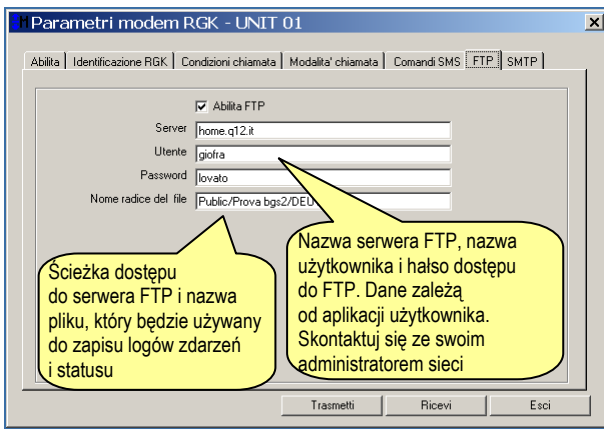 Parametri modem RGK - UNIT 01
Abilita Identificazione RGK Condizioni chiamata Modalita' chiamata Comandi SMS FTP SMTP
Abilita FTP
Server home.q12.it
Utente giofra
Password lovato
Nome radice del file Public/Prova bgs2/DEU
Nazwa serwera FTP, nazwa
użytkownika i hałso dostępu
do FTP. Dane zależą
od aplikacji użytkownika.
Skontaktuj się ze swoim
administratorem sieci
Ścieżka dostępu
do serwera FTP i nazwa
pliku, który będzie używany
do zapisu logów zdarzeń
i statusu
Trasmetti Ricevi Esci